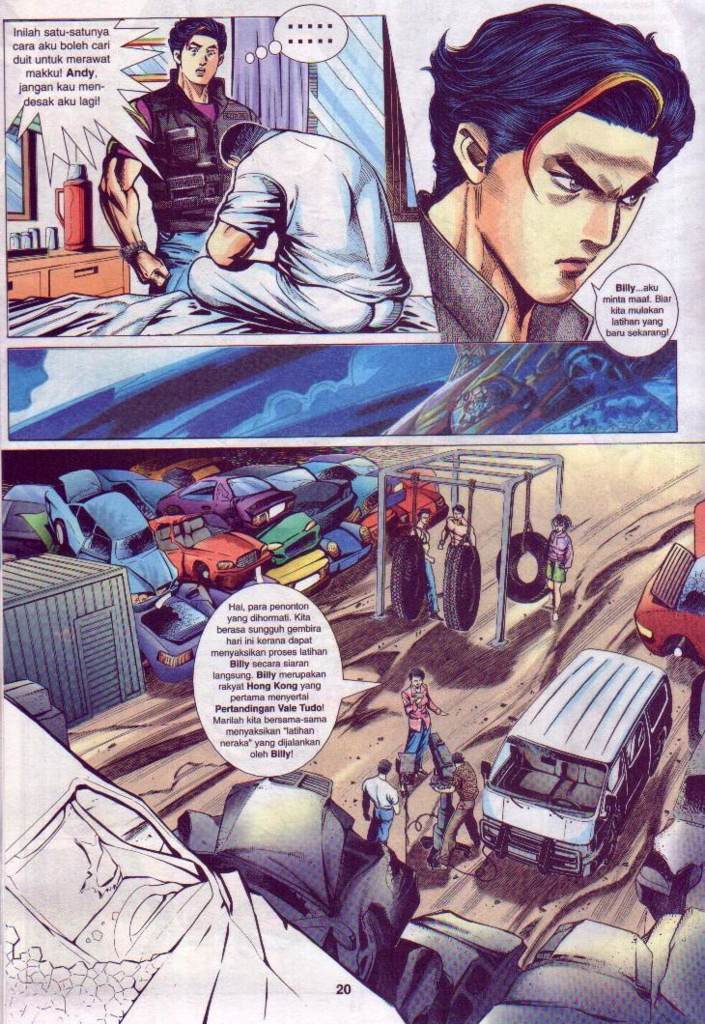 Inilah satu-satunya
cara aku boleh cari
duit untuk merawat
makku! Andy,
jangan kau men-
desak aku lagi!
.....
.....
Billy...aku
minta maaf. Biar
kita mulakan
latihan yang
baru sekarang!
Hai, para penonton
yang dihormati. Kita
berasa sungguh gembira
hari ini kerana dapat
menyaksikan proses latihan
Billy secara siaran
langsung. Billy merupakan
rakyat Hong Kong yang
pertama menyertai
Pertandingan Vale Tudo!
Marilah kita bersama-sama
menyaksikan "latihan
neraka" yang dijalankan
oleh Billy!
20